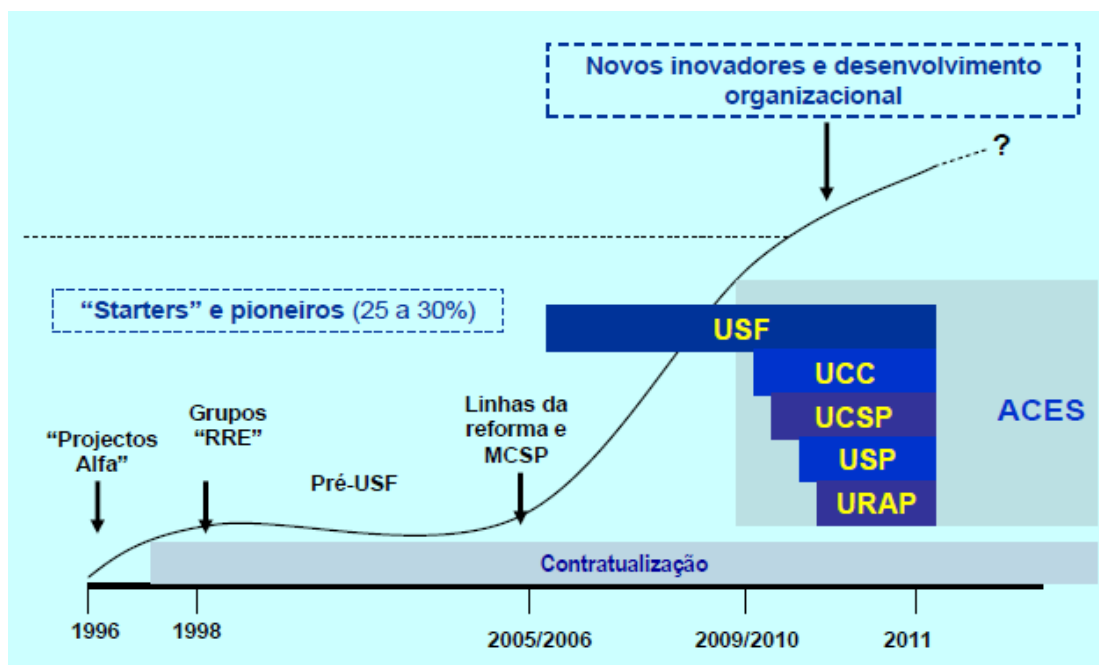 Novos inovadores e desenvolvimento
organizacional
?
“Starters” e pioneiros (25 a 30%)
USF
UCC
UCSP
USP
URAP
ACES
“Projectos
Alfa”
Grupos
“RRE”
Pré-USF
Linhas da
reforma e
MCSP
Contratualização
1996
1998
2005/2006
2009/2010
2011